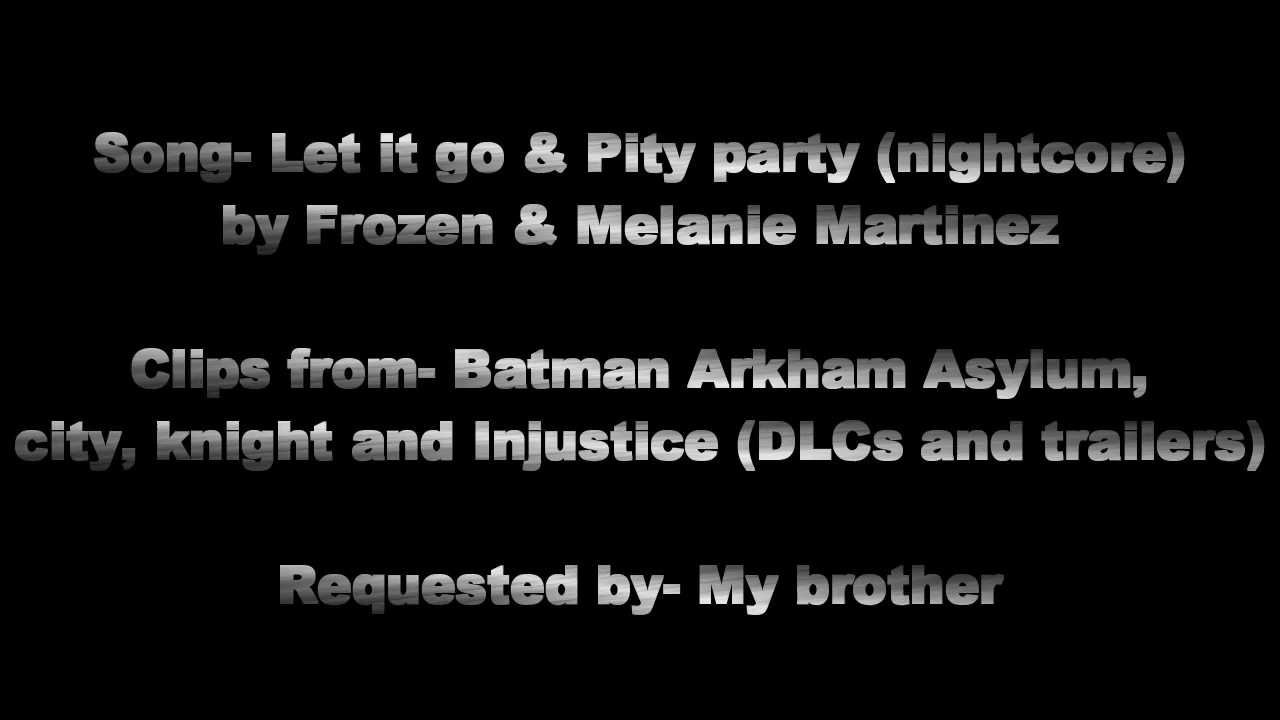 Song- Let it go & Pity party (nightcore)
by Frozen & Melanie Martinez
Clips from- Batman Arkham Asylum,
city, knight and Injustice (DLCs and trailers)
Requested by- My brother